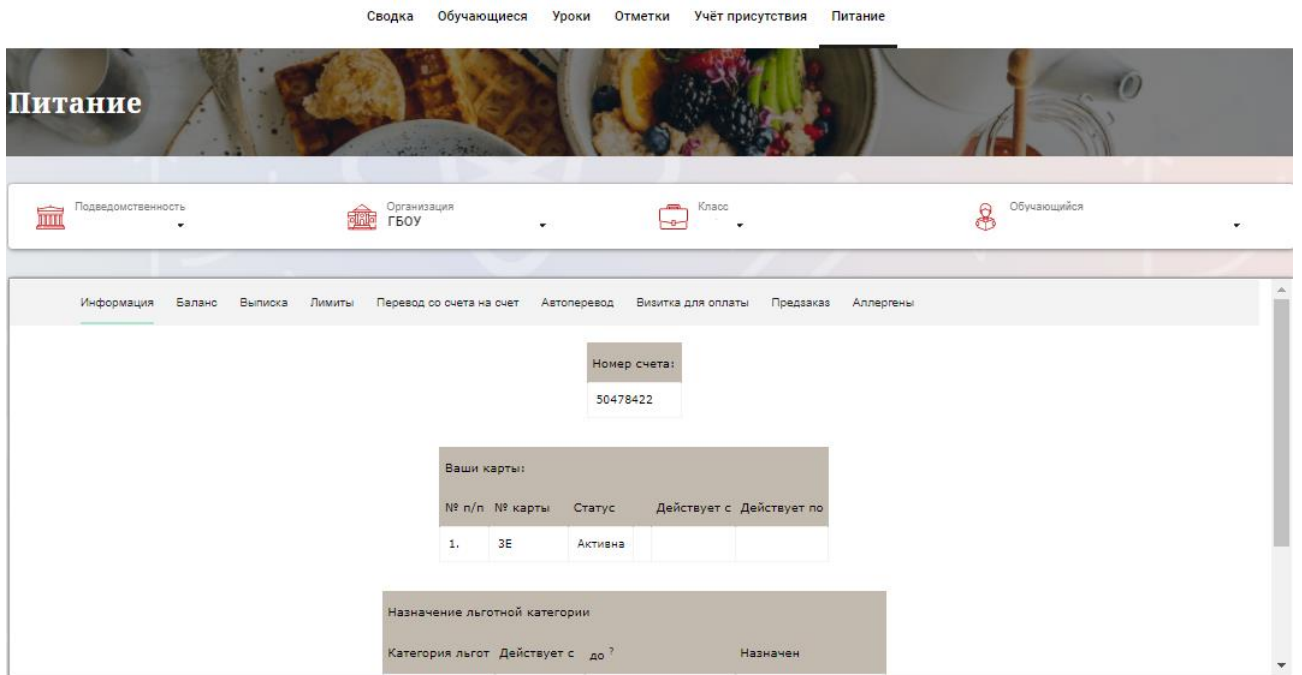 Сводка Обучающиеся Уроки Отметки Учёт присутствия Питание
Питание
Подведомственность Организация Класс Обучающийся
ГБОУ
Информация Баланс Выписка Лимиты Перевод со счета на счет Автоперевод Визитка для оплаты Предзаказ Аллергены
Номер счета:
50478422
Ваши карты:
№ п/п № карты Статус Действует с Действует по
1. 3E Активна
Назначение льготной категории
Категория льгот Действует с до ? Назначен